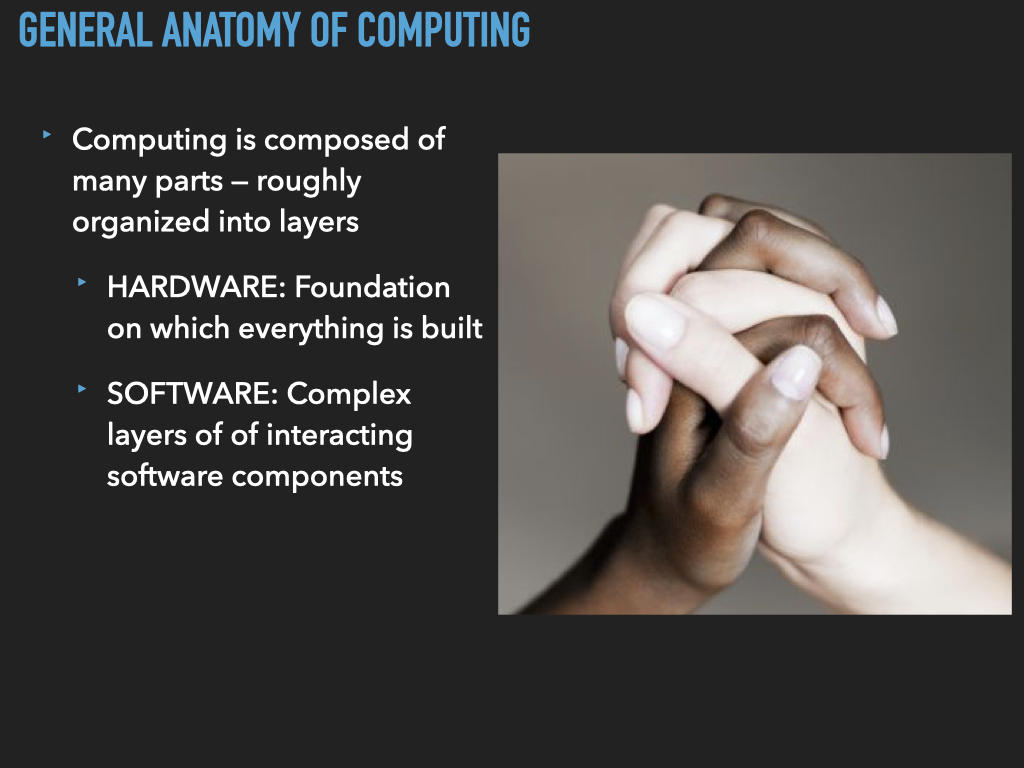 GENERAL ANATOMY OF COMPUTING
Computing is composed of
many parts – roughly
organized into layers
HARDWARE: Foundation
on which everything is built
SOFTWARE: Complex
layers of of interacting
software components